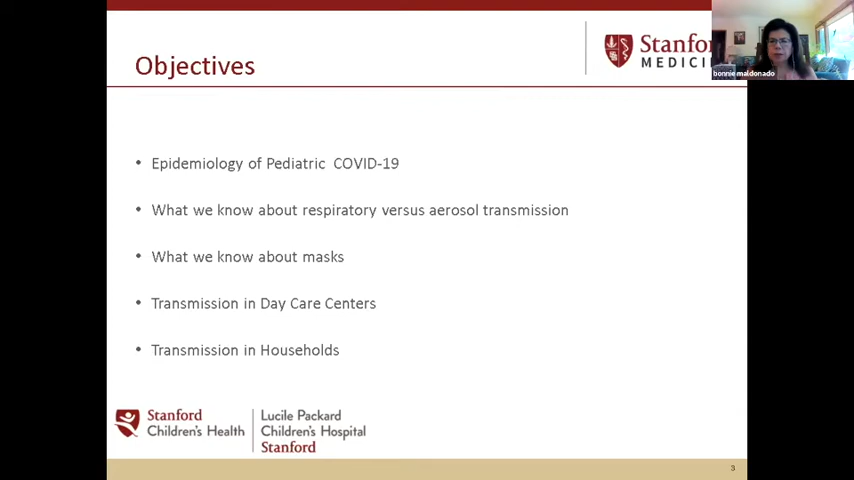 Objectives
Stanfo
MEDICIN
bonnie maldonado
• Epidemiology of Pediatric COVID-19
• What we know about respiratory versus aerosol transmission
• What we know about masks
• Transmission in Day Care Centers
• Transmission in Households
Stanford
Children's Health
Lucile Packard
Children's Hospital
Stanford
3